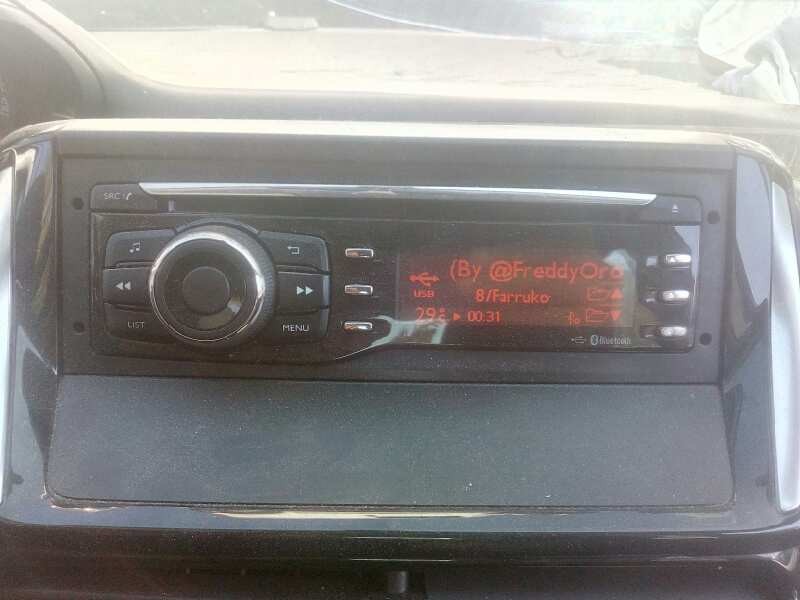 SRC
LIST
MENU
(By @FreddyOro
USB
8/Farruko
00:31
Bluetooth